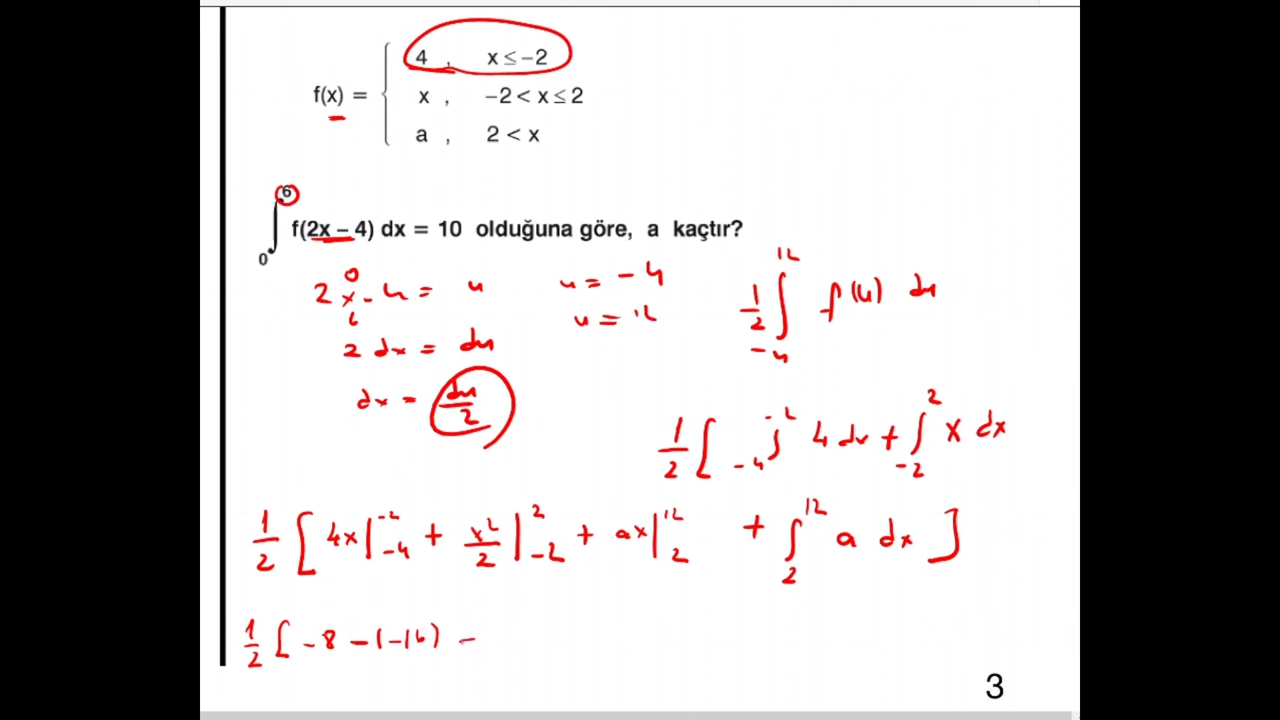 4 , x ≤ −2
f(x) = { x , −2 < x ≤ 2
a , 2 < x
∫₀⁶ f(2x − 4) dx = 10 olduğuna göre, a kaçtır?
0
2x - 4 = u
6
u = -4
u = 12
1/2 ∫₋₄¹² f(u) du
2 dx = du
dx = du/2
1/2 [ ₋₄∫⁻² 4 dx + ∫₋₂² x dx
+ ∫₂¹² a dx ]
1/2 [ 4x |₋₄⁻² + x²/2 |₋₂² + ax |₂¹²
1/2 [ -8 - (-16) -
3